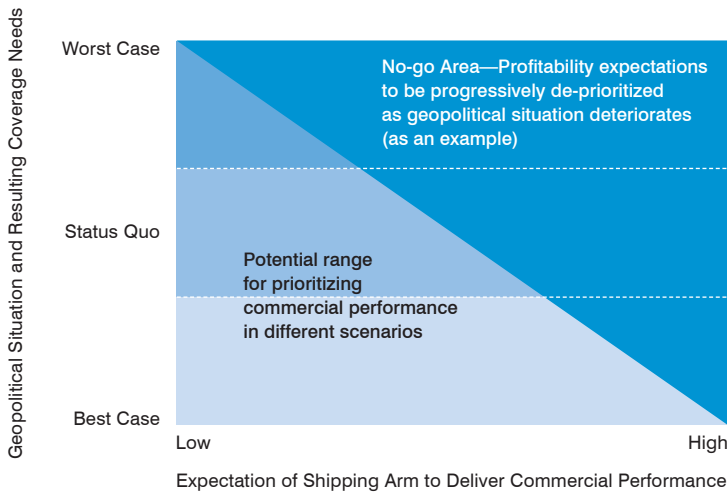 Geopolitical Situation and Resulting Coverage Needs
Worst Case
No-go Area—Profitability expectations
to be progressively de-prioritized
as geopolitical situation deteriorates
(as an example)
Status Quo
Potential range
for prioritizing
commercial performance
in different scenarios
Best Case
Low
High
Expectation of Shipping Arm to Deliver Commercial Performance